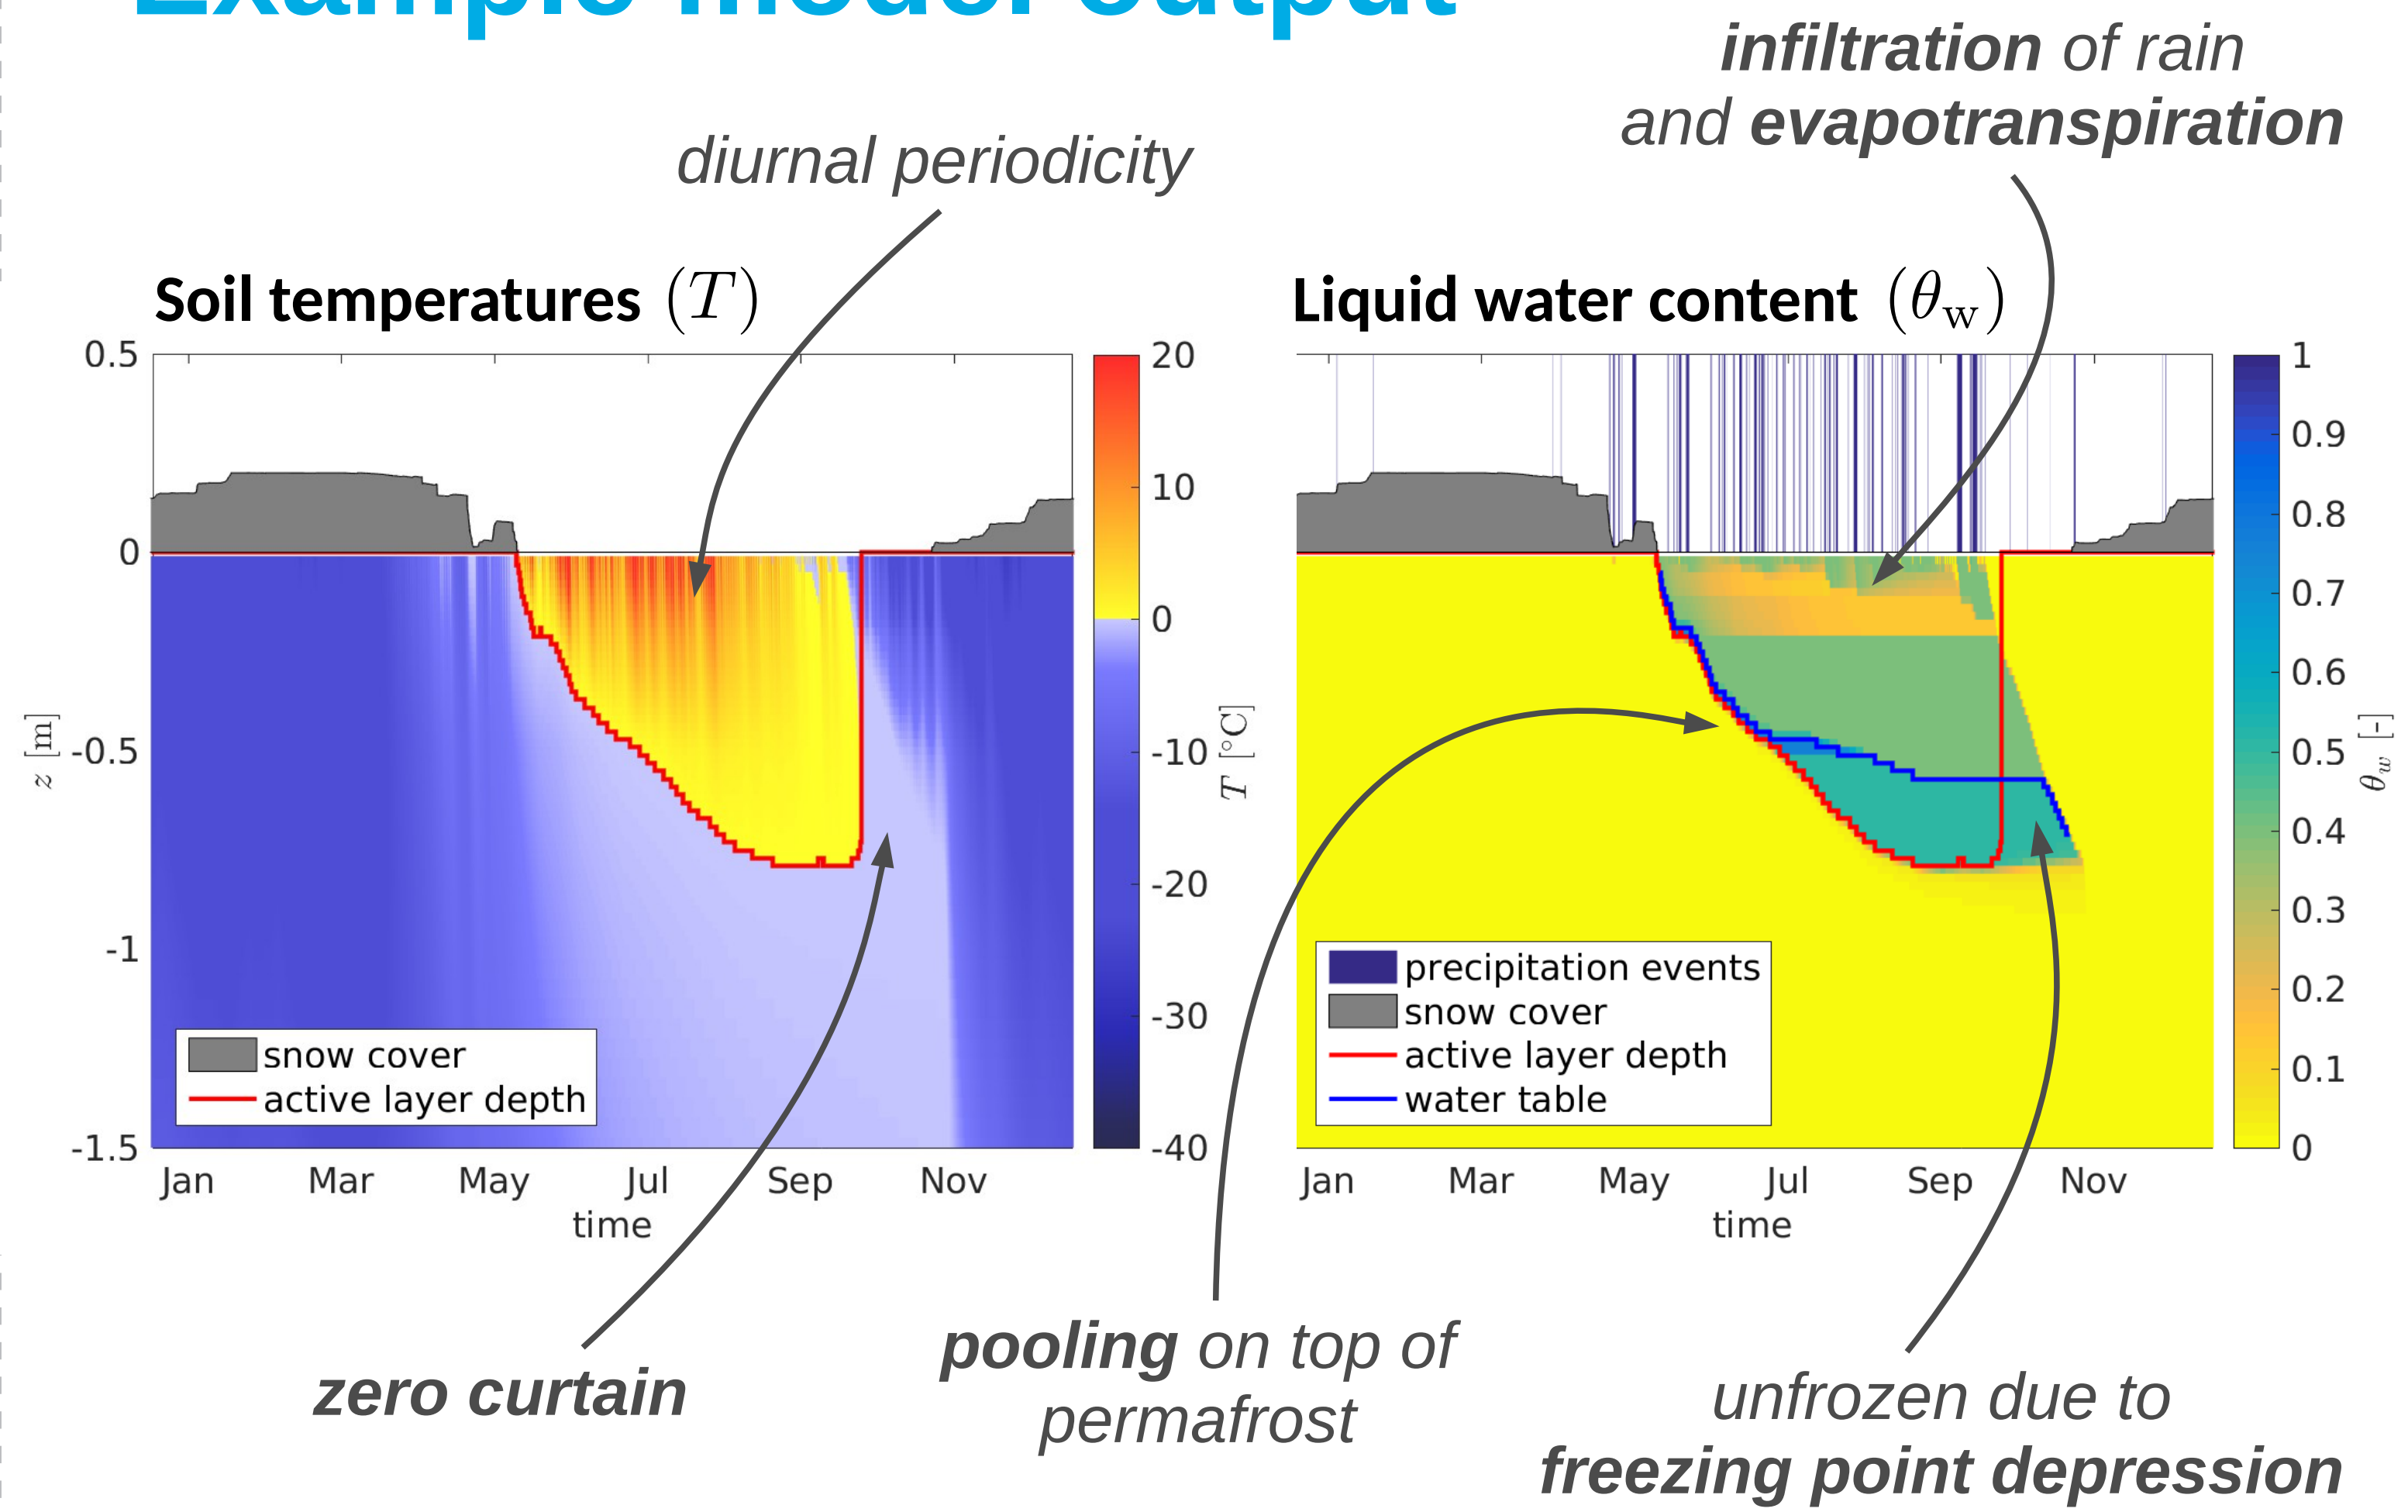 Example model output
infiltration of rain
and evapotranspiration
diurnal periodicity
Soil temperatures (T)
Liquid water content (θw)
0.5
0
-0.5
-1
-1.5
z [m]
Jan Mar May Jul Sep Nov
time
snow cover
active layer depth
20
10
0
-10
-20
-30
-40
T [°C]
precipitation events
snow cover
active layer depth
water table
Jan Mar May Jul Sep Nov
time
1
0.9
0.8
0.7
0.6
0.5
0.4
0.3
0.2
0.1
0
θw [-]
zero curtain
pooling on top of
permafrost
unfrozen due to
freezing point depression